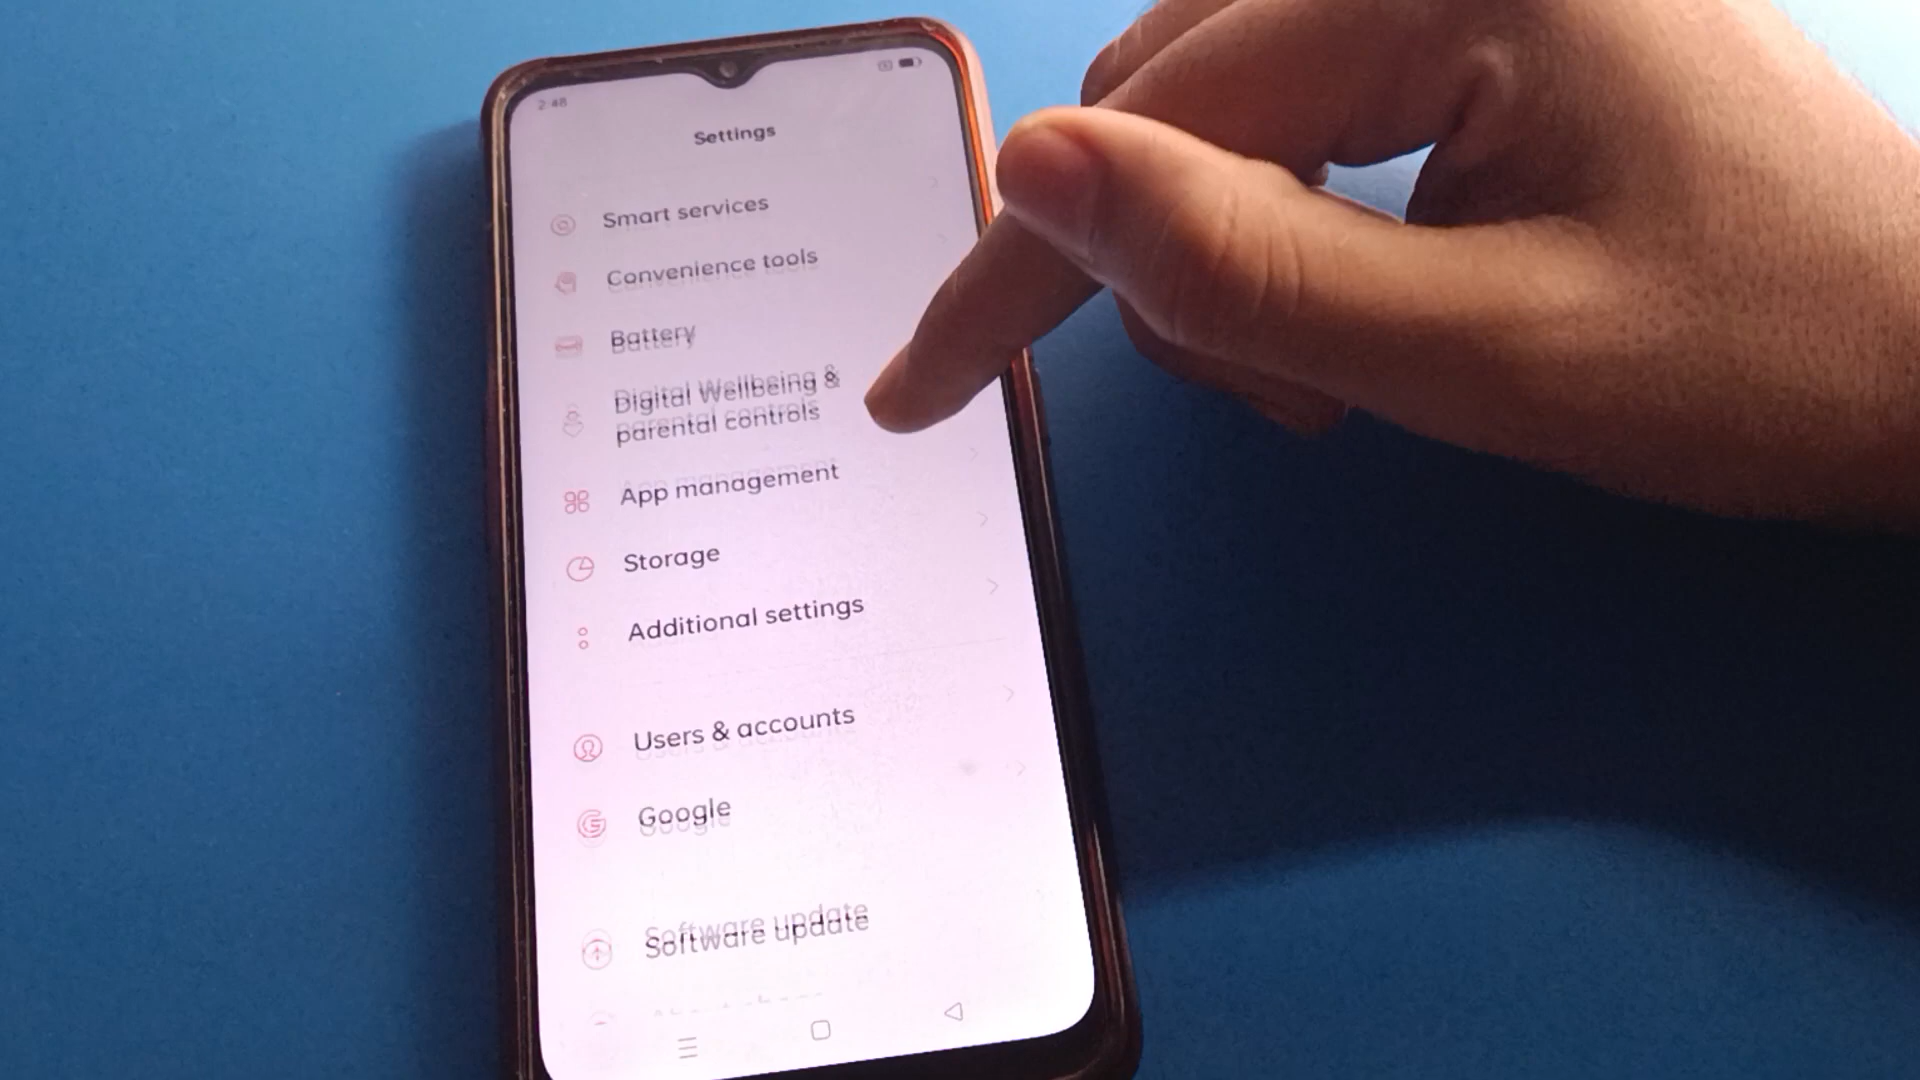 2:48
Settings
Smart services
Convenience tools
Battery
Digital Wellbeing &
parental controls
App management
Storage
Additional settings
Users & accounts
Google
Software update